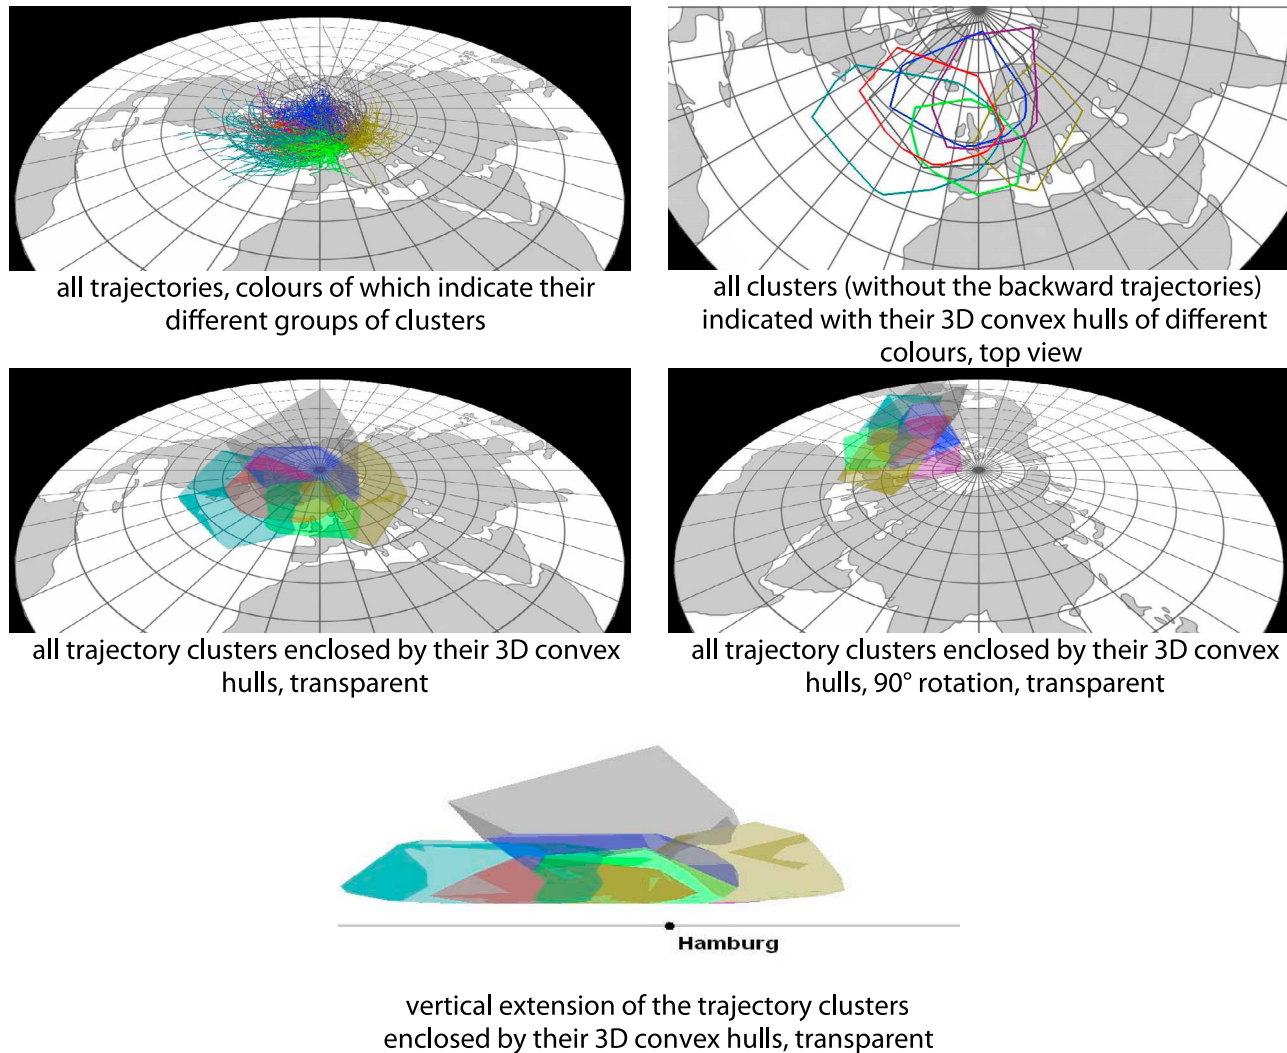 all trajectories, colours of which indicate their
different groups of clusters
all clusters (without the backward trajectories)
indicated with their 3D convex hulls of different
colours, top view
all trajectory clusters enclosed by their 3D convex
hulls, transparent
all trajectory clusters enclosed by their 3D convex
hulls, 90° rotation, transparent
Hamburg
vertical extension of the trajectory clusters
enclosed by their 3D convex hulls, transparent